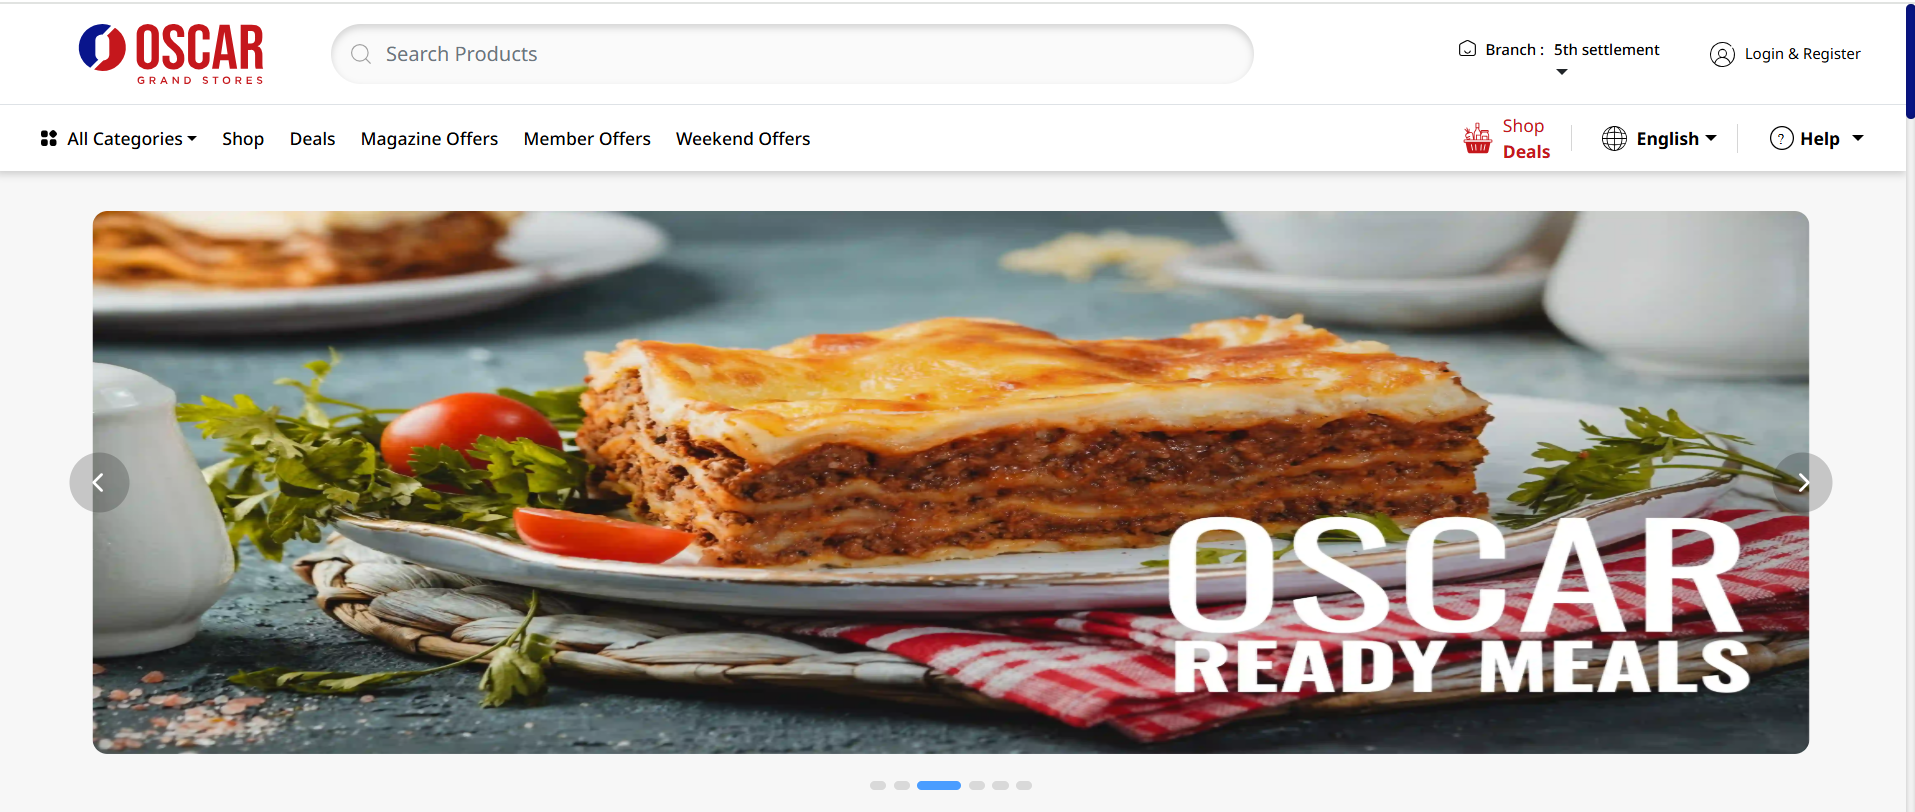 OSCAR
GRAND STORES
Search Products
Branch : 5th settlement
Login & Register
All Categories
Shop
Deals
Magazine Offers
Member Offers
Weekend Offers
Shop
Deals
English
? Help
OSCAR
READY MEALS